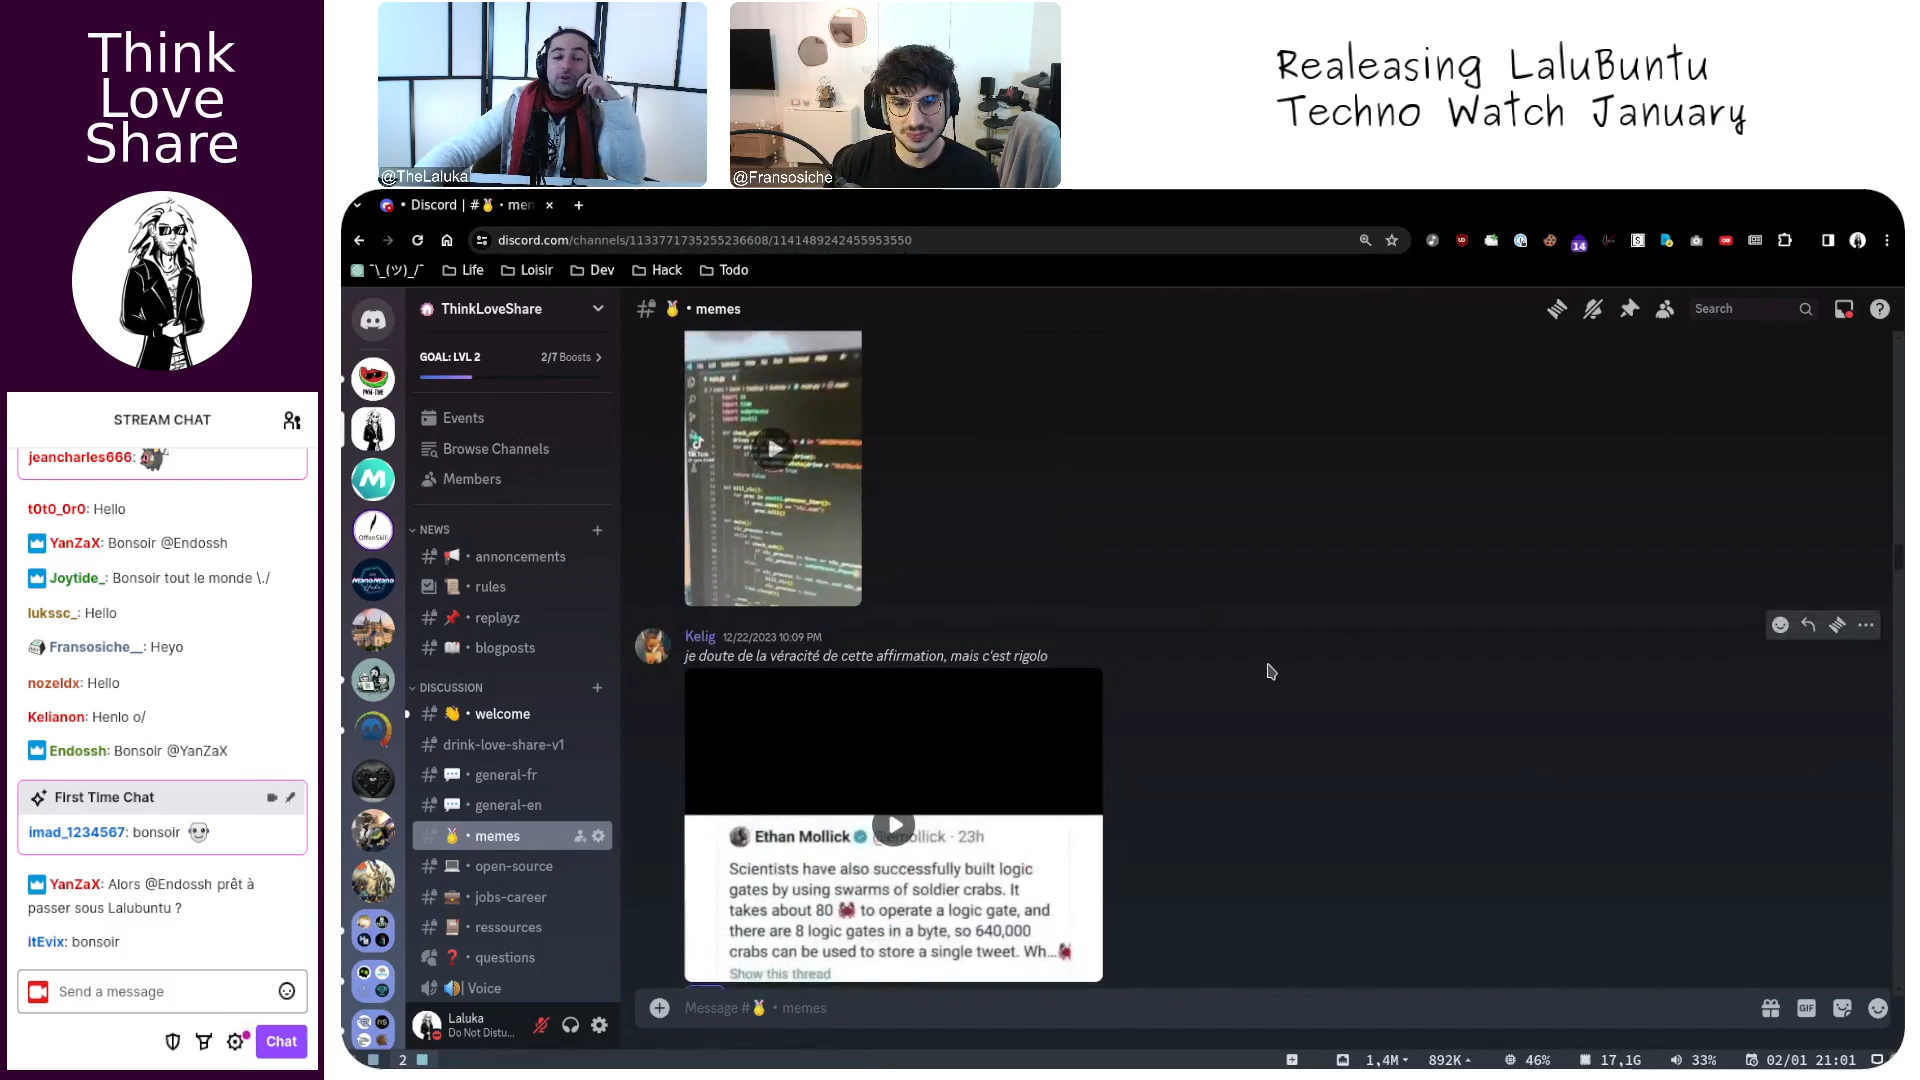 Think
Love
Share
@TheLaluka
@Fransosiche
Realeasing LaluBuntu
Techno Watch January
STREAM CHAT
jeancharles666:
t0t0_0r0: Hello
YanZaX: Bonsoir @Endossh
Joytide_: Bonsoir tout le monde \./
lukssc_: Hello
Fransosiche__: Heyo
nozeldx: Hello
Kelianon: Henlo o/
Endossh: Bonsoir @YanZaX
First Time Chat
imad_1234567: bonsoir
YanZaX: Alors @Endossh prêt à
passer sous Lalubuntu ?
itEvix: bonsoir
Send a message
Chat
• Discord | # 🥇 • mem
discord.com/channels/1133771735255236608/1141489242455953550
14
¯\_(ツ)_/¯
Life
Loisir
Dev
Hack
Todo
ThinkLoveShare
GOAL: LVL 2
2/7 Boosts
Events
Browse Channels
Members
NEWS
📢 • annoncements
📜 • rules
📌 • replayz
📖 • blogposts
DISCUSSION
👋 • welcome
drink-love-share-v1
💬 • general-fr
💬 • general-en
🥇 • memes
💻 • open-source
💼 • jobs-career
📔 • ressources
❓ • questions
🔊| Voice
Laluka
Do Not Distu...
OffenSkill
ManoMano
🥇 • memes
Search
Kelig 12/22/2023 10:09 PM
je doute de la véracité de cette affirmation, mais c'est rigolo
Ethan Mollick @emollick · 23h
Scientists have also successfully built logic
gates by using swarms of soldier crabs. It
takes about 80 🦀 to operate a logic gate, and
there are 8 logic gates in a byte, so 640,000
crabs can be used to store a single tweet. Wh...🦀
Show this thread
Message #🥇 • memes
GIF
2
1,4M
892K
46%
17,1G
33%
02/01 21:01